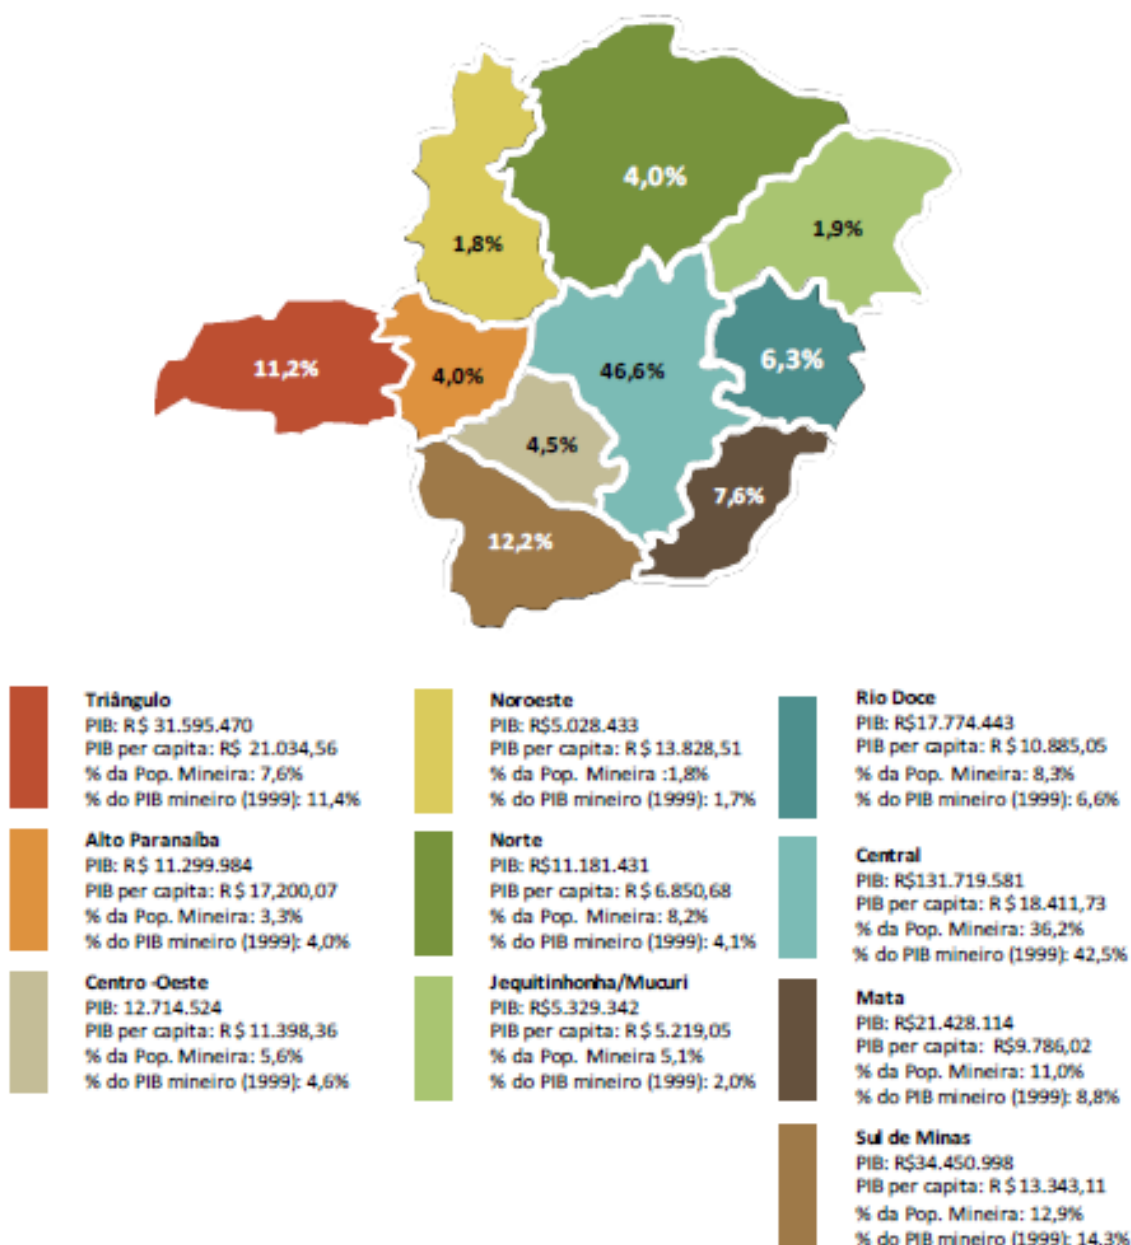 4,0%
1,9%
1,8%
11,2%
4,0%
46,6%
6,3%
4,5%
7,6%
12,2%
Triângulo
PIB: R$ 31.595.470
PIB per capita: R$ 21.034,56
% da Pop. Mineira: 7,6%
% do PIB mineiro (1999): 11,4%
Alto Paranaíba
PIB: R$ 11.299.984
PIB per capita: R$ 17,200,07
% da Pop. Mineira: 3,3%
% do PIB mineiro (1999): 4,0%
Centro -Oeste
PIB: 12.714.524
PIB per capita: R$ 11.398,36
% da Pop. Mineira: 5,6%
% do PIB mineiro (1999): 4,6%
Noroeste
PIB: R$5.028.433
PIB per capita: R$ 13.828,51
% da Pop. Mineira :1,8%
% do PIB mineiro (1999): 1,7%
Norte
PIB: R$11.181.431
PIB per capita: R$ 6.850,68
% da Pop. Mineira: 8,2%
% do PIB mineiro (1999): 4,1%
Jequitinhonha/Mucuri
PIB: R$5.329.342
PIB per capita: R$ 5.219,05
% da Pop. Mineira 5,1%
% do PIB mineiro (1999): 2,0%
Rio Doce
PIB: R$17.774.443
PIB per capita: R$ 10.885,05
% da Pop. Mineira: 8,3%
% do PIB mineiro (1999): 6,6%
Central
PIB: R$131.719.581
PIB per capita: R$ 18.411,73
% da Pop. Mineira: 36,2%
% do PIB mineiro (1999): 42,5%
Mata
PIB: R$21.428.114
PIB per capita: R$9.786,02
% da Pop. Mineira: 11,0%
% do PIB mineiro (1999): 8,8%
Sul de Minas
PIB: R$34.450.998
PIB per capita: R$ 13.343,11
% da Pop. Mineira: 12,9%
% do PIB mineiro (1999): 14,3%